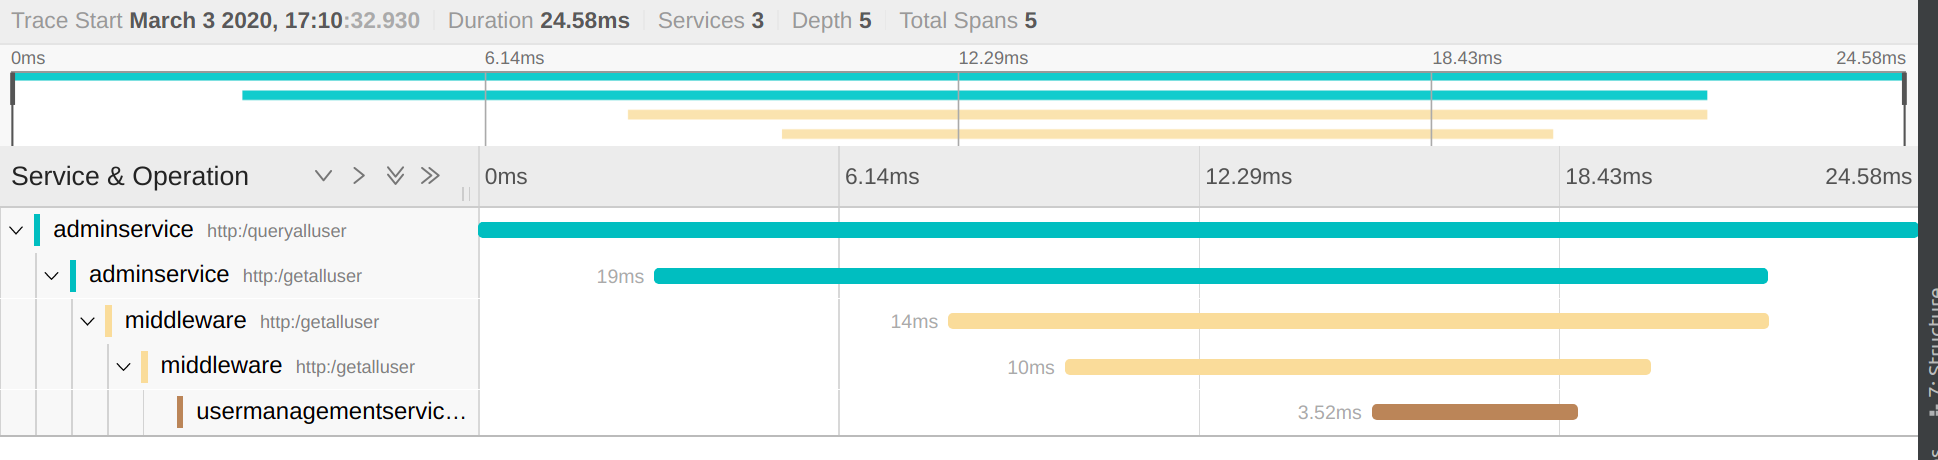 Trace Start March 3 2020, 17:10:32.930 Duration 24.58ms Services 3 Depth 5 Total Spans 5
0ms 6.14ms 12.29ms 18.43ms 24.58ms
Service & Operation 0ms 6.14ms 12.29ms 18.43ms 24.58ms
adminservice http:/queryalluser
adminservice http:/getalluser 19ms
middleware http:/getalluser 14ms
middleware http:/getalluser 10ms
usermanagementservic… 3.52ms
7: Structure